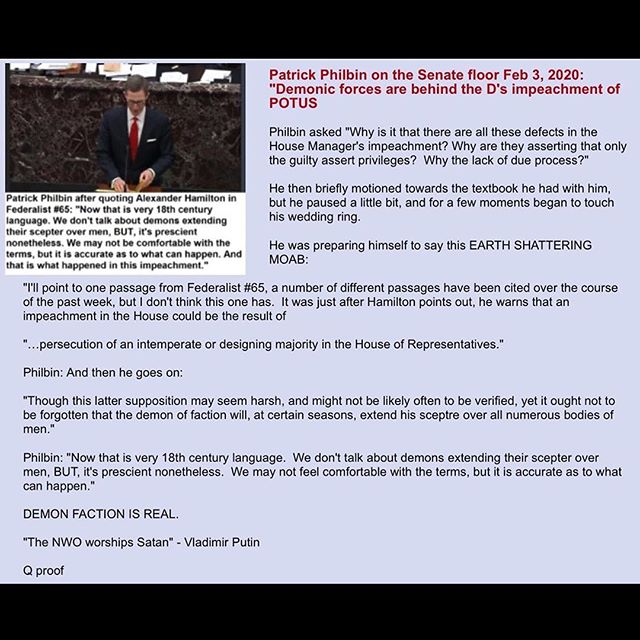 Patrick Philbin on the Senate floor Feb 3, 2020:
"Demonic forces are behind the D's impeachment of
POTUS
Philbin asked "Why is it that there are all these defects in the
House Manager's impeachment? Why are they asserting that only
the guilty assert privileges?  Why the lack of due process?"
He then briefly motioned towards the textbook he had with him,
but he paused a little bit, and for a few moments began to touch
his wedding ring.
He was preparing himself to say this EARTH SHATTERING
MOAB:
Patrick Philbin after quoting Alexander Hamilton in
Federalist #65: "Now that is very 18th century
language. We don't talk about demons extending
their scepter over men, BUT, it's prescient
nonetheless. We may not be comfortable with the
terms, but it is accurate as to what can happen. And
that is what happened in this impeachment."
"I'll point to one passage from Federalist #65, a number of different passages have been cited over the course
of the past week, but I don't think this one has.  It was just after Hamilton points out, he warns that an
impeachment in the House could be the result of
"…persecution of an intemperate or designing majority in the House of Representatives."
Philbin: And then he goes on:
"Though this latter supposition may seem harsh, and might not be likely often to be verified, yet it ought not to
be forgotten that the demon of faction will, at certain seasons, extend his sceptre over all numerous bodies of
men."
Philbin: "Now that is very 18th century language.  We don't talk about demons extending their scepter over
men, BUT, it's prescient nonetheless.  We may not feel comfortable with the terms, but it is accurate as to what
can happen."
DEMON FACTION IS REAL.
"The NWO worships Satan" - Vladimir Putin
Q proof